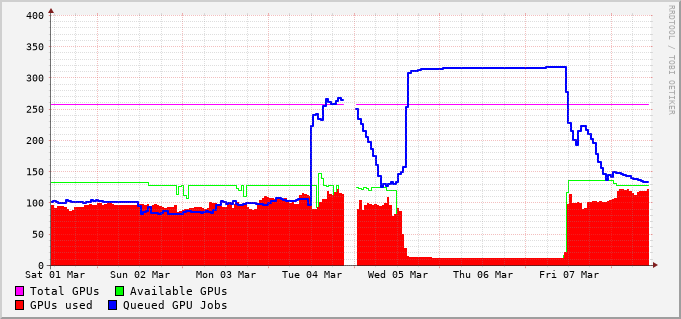 400
350
300
250
200
150
100
50
0
Sat 01 Mar Sun 02 Mar Mon 03 Mar Tue 04 Mar Wed 05 Mar Thu 06 Mar Fri 07 Mar
Total GPUs Available GPUs
GPUs used Queued GPU Jobs
RRDTOOL / TOBI OETIKER